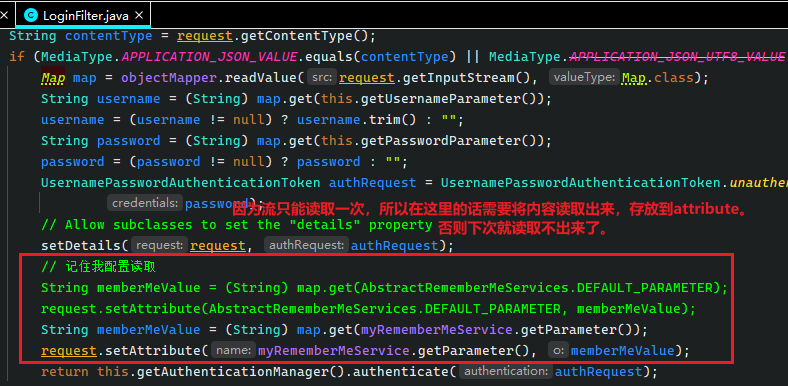 LoginFilter.java
String contentType = request.getContentType();
if (MediaType.APPLICATION_JSON_VALUE.equals(contentType) || MediaType.APPLICATION_JSON_UTF8_VALUE
Map map = objectMapper.readValue( src: request.getInputStream(), valueType: Map.class);
String username = (String) map.get(this.getUsernameParameter());
username = (username != null) ? username.trim() : "";
String password = (String) map.get(this.getPasswordParameter());
password = (password != null) ? password : "";
UsernamePasswordAuthenticationToken authRequest = UsernamePasswordAuthenticationToken.unauthe
credentials: password);
因为流只能读取一次，所以在这里的话需要将内容读取出来，存放到attribute。
// Allow subclasses to set the "details" property
否则下次就读取不出来了。
setDetails( request: request, authRequest: authRequest);
// 记住我配置读取
String memberMeValue = (String) map.get(AbstractRememberMeServices.DEFAULT_PARAMETER);
request.setAttribute(AbstractRememberMeServices.DEFAULT_PARAMETER, memberMeValue);
String memberMeValue = (String) map.get(myRememberMeService.getParameter());
request.setAttribute( name: myRememberMeService.getParameter(), o: memberMeValue);
return this.getAuthenticationManager().authenticate( authentication: authRequest);